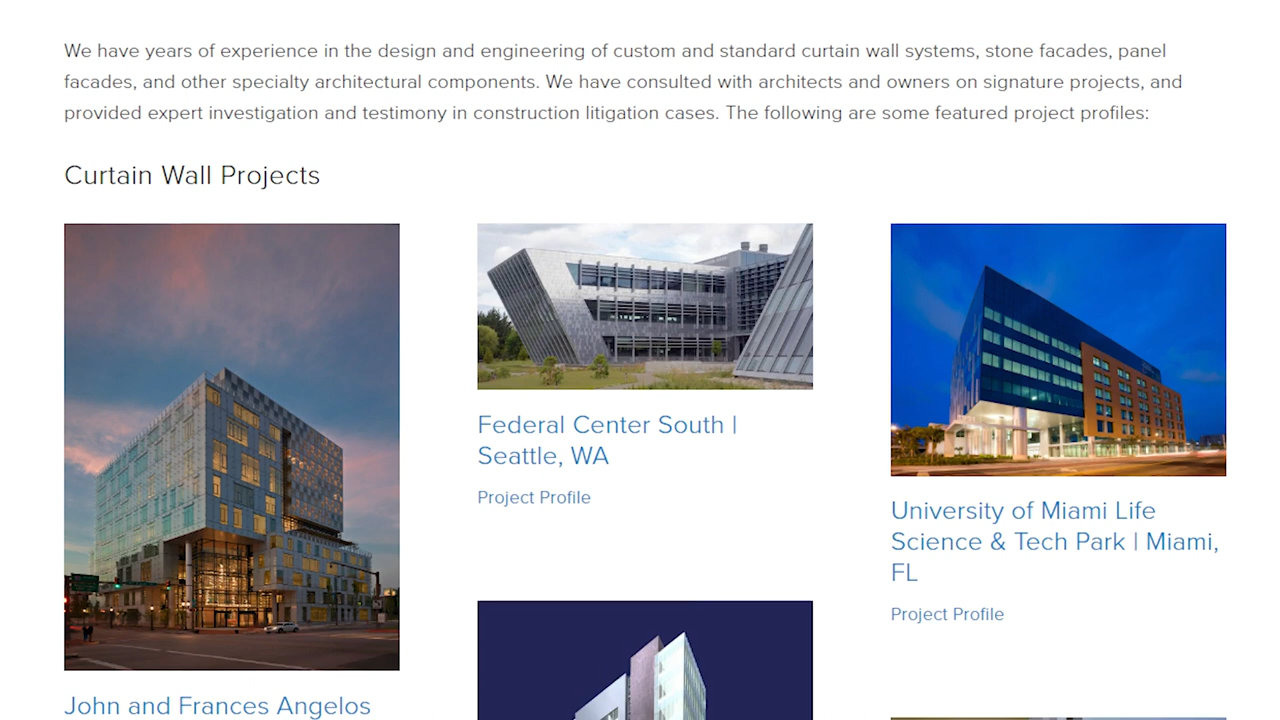 We have years of experience in the design and engineering of custom and standard curtain wall systems, stone facades, panel
facades, and other specialty architectural components. We have consulted with architects and owners on signature projects, and
provided expert investigation and testimony in construction litigation cases. The following are some featured project profiles:
Curtain Wall Projects
Federal Center South |
Seattle, WA
Project Profile
University of Miami Life
Science & Tech Park | Miami,
FL
Project Profile
John and Frances Angelos